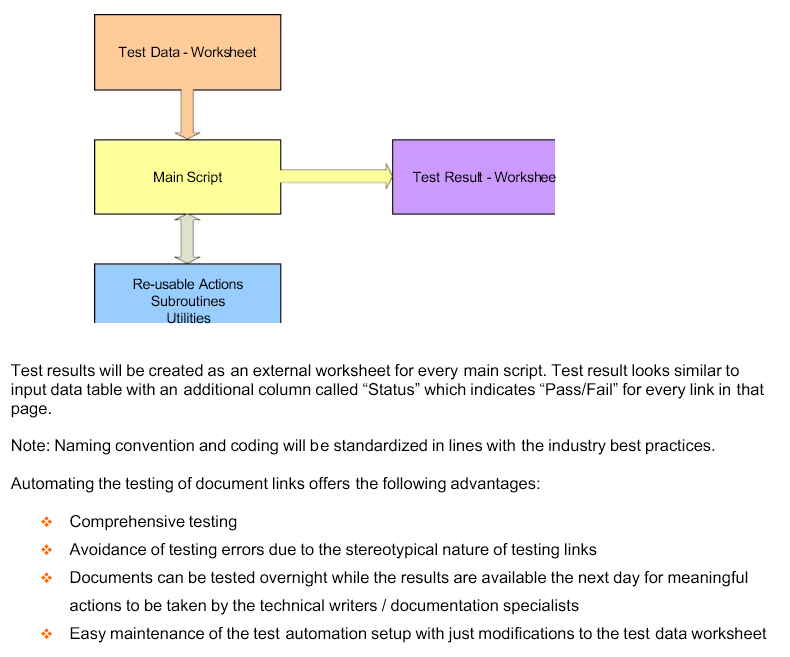 Test Data - Worksheet
Main Script
Test Result - Workshee
Re-usable Actions
Subroutines
Utilities
Test results will be created as an external worksheet for every main script. Test result looks similar to
input data table with an additional column called “Status” which indicates “Pass/Fail” for every link in that
page.
Note: Naming convention and coding will be standardized in lines with the industry best practices.
Automating the testing of document links offers the following advantages:
Comprehensive testing
Avoidance of testing errors due to the stereotypical nature of testing links
Documents can be tested overnight while the results are available the next day for meaningful
actions to be taken by the technical writers / documentation specialists
Easy maintenance of the test automation setup with just modifications to the test data worksheet